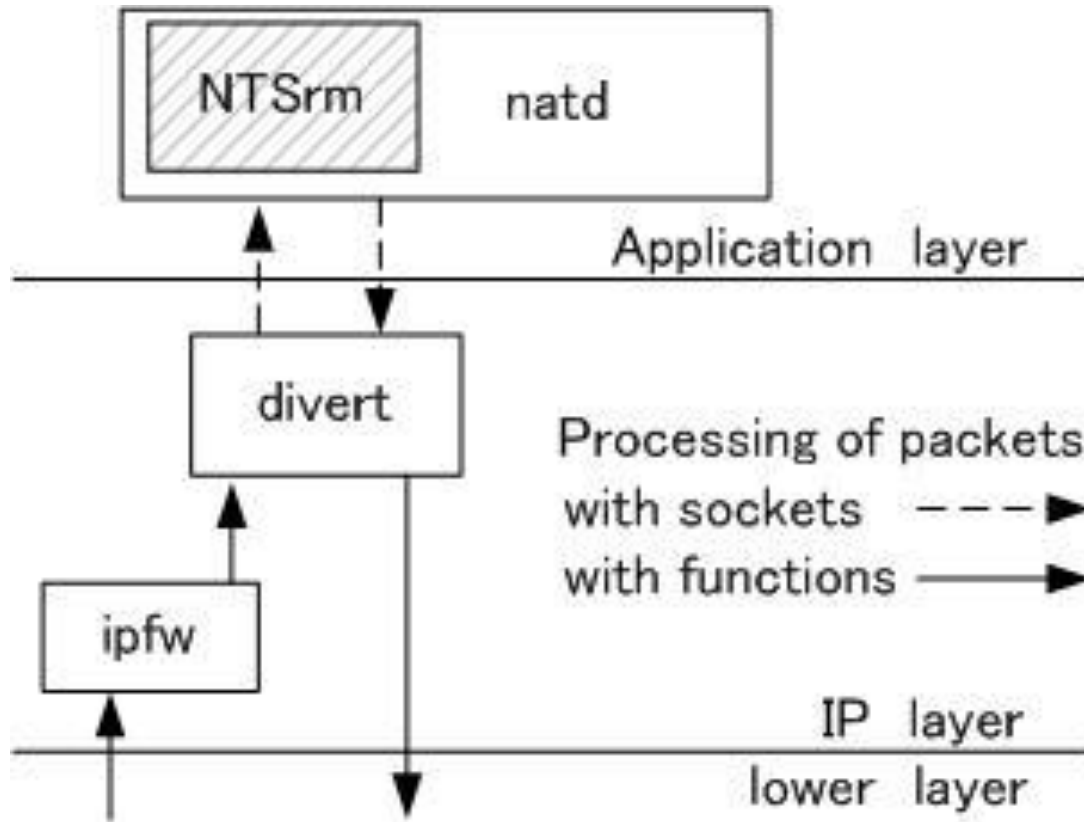 NTSrm
natd
Application layer
divert
Processing of packets
with sockets
with functions
ipfw
IP layer
lower layer